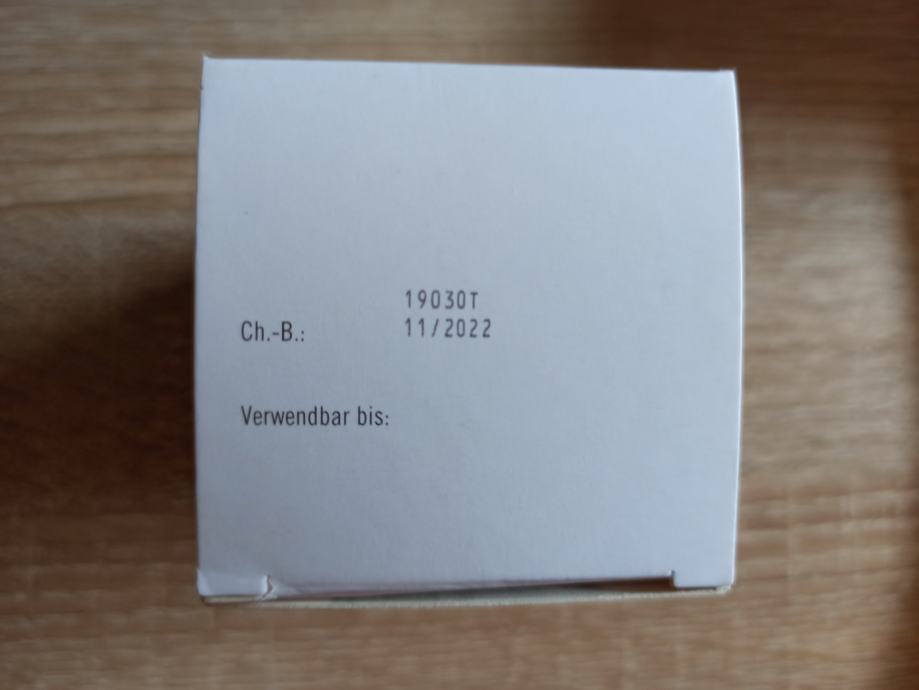 19030T
Ch.-B.: 11/2022
Verwendbar bis: